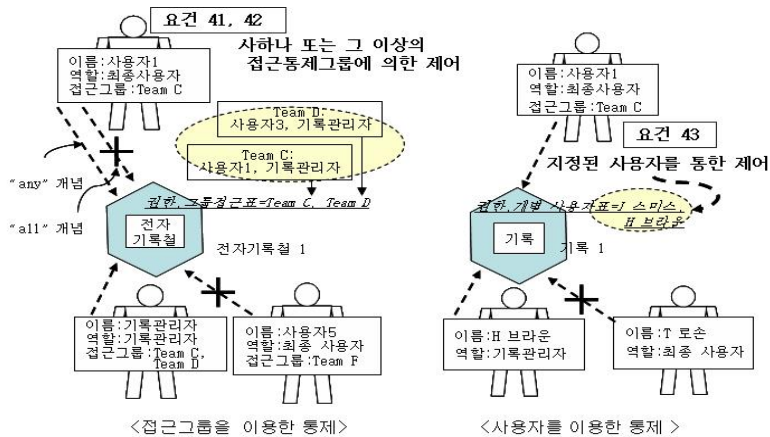 요건 41, 42
사하나 또는 그 이상의
접근통제그룹에 의한 제어
이름:사용자1
역할:최종사용자
접근그룹:Team C
Team D:
사용자3, 기록관리자
Team C:
사용자1, 기록관리자
"any" 개념
"all" 개념
권한,그룹접근표=Team C, Team D
전자
기록철
전자기록철 1
이름:기록관리자
역할:기록관리자
접근그룹:Team C,
Team D
이름:사용자5
역할:최종 사용자
접근그룹:Team F
<접근그룹을 이용한 통제>
이름:사용자1
역할:최종사용자
접근그룹:Team C
요건 43
지정된 사용자를 통한 제어
권한,개별 사용자표=J 스미스,
H 브라운
기록
기록 1
이름:H 브라운
역할:기록관리자
이름:T 로손
역할:최종 사용자
<사용자를 이용한 통제 >